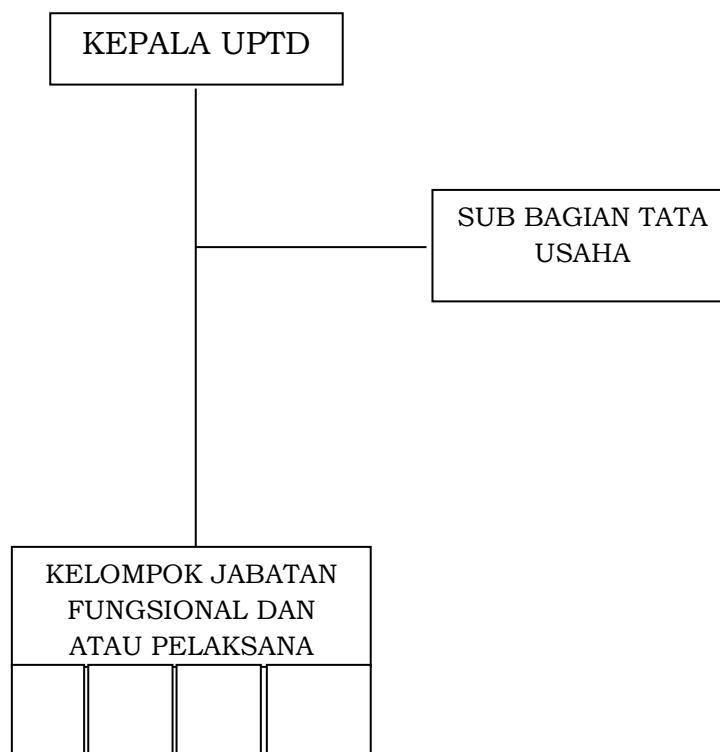 KEPALA UPTD
SUB BAGIAN TATA
USAHA
KELOMPOK JABATAN
FUNGSIONAL DAN
ATAU PELAKSANA